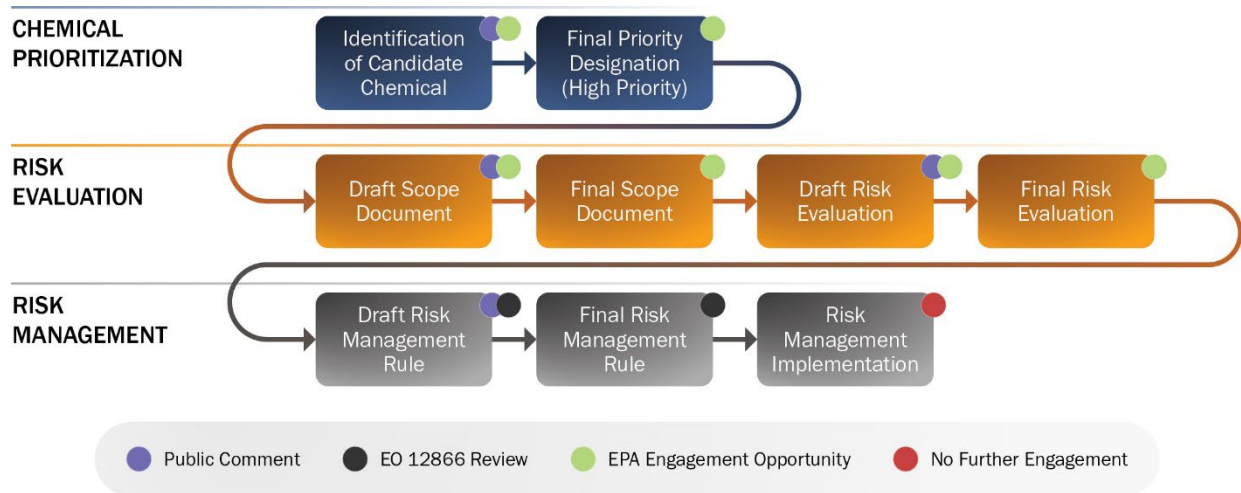 CHEMICAL
PRIORITIZATION
Identification
of Candidate
Chemical
Final Priority
Designation
(High Priority)
RISK
EVALUATION
Draft Scope
Document
Final Scope
Document
Draft Risk
Evaluation
Final Risk
Evaluation
RISK
MANAGEMENT
Draft Risk
Management
Rule
Final Risk
Management
Rule
Risk
Management
Implementation
Public Comment
EO 12866 Review
EPA Engagement Opportunity
No Further Engagement